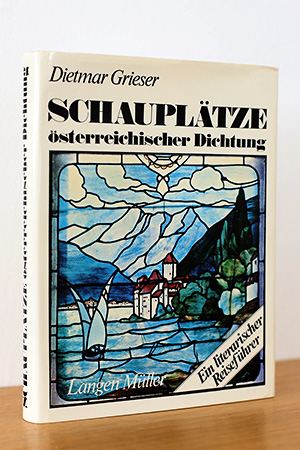 Dietmar Grieser
SCHAUPLÄTZE
österreichischer Dichtung
Ein literarischer
Reiseführer
Langen Müller